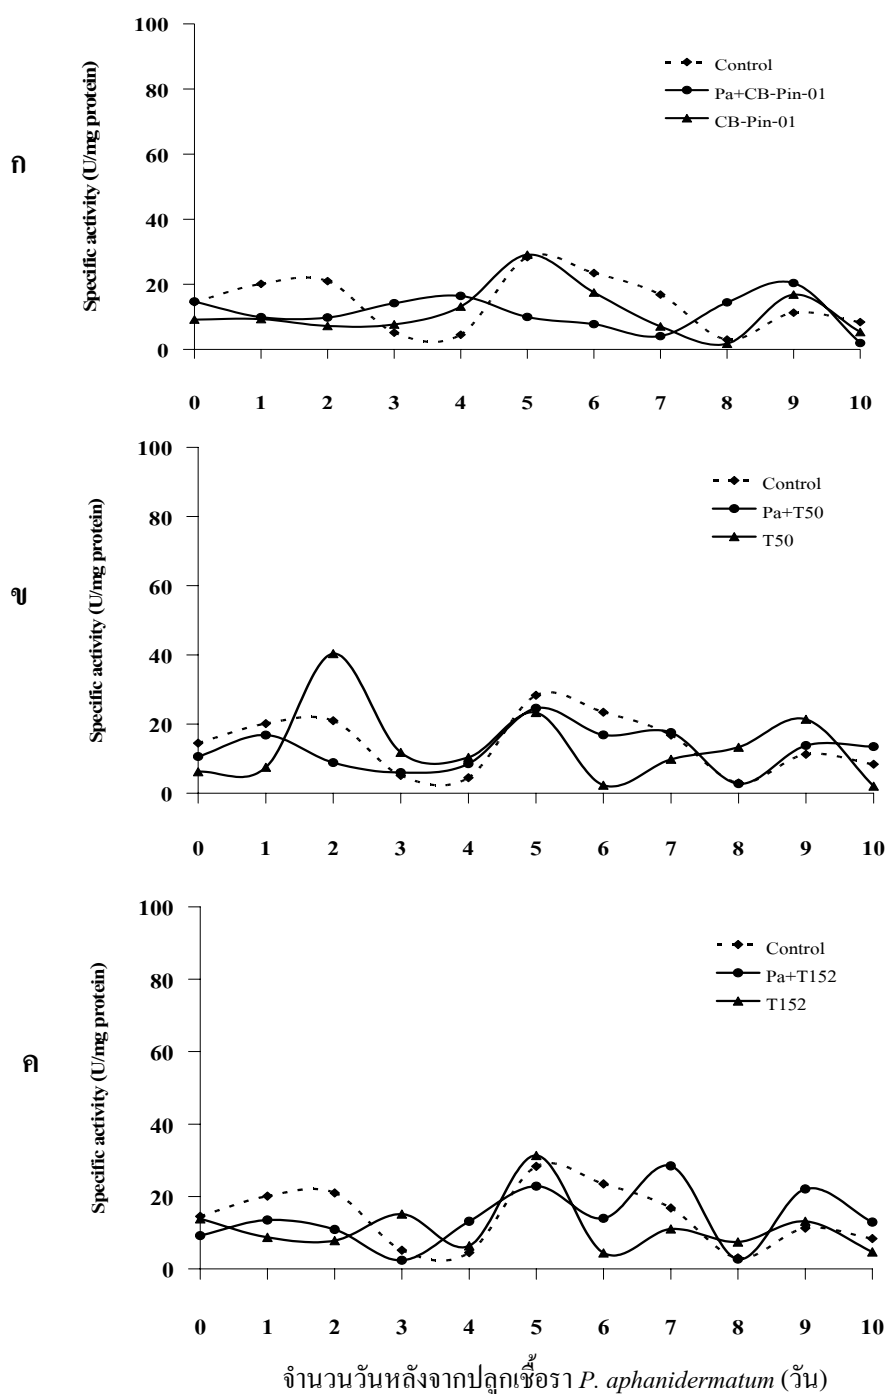 ก
Specific activity (U/mg protein)
100
80
60
40
20
0
Control
Pa+CB-Pin-01
CB-Pin-01
0 1 2 3 4 5 6 7 8 9 10
ข
Specific activity (U/mg protein)
100
80
60
40
20
0
Control
Pa+T50
T50
0 1 2 3 4 5 6 7 8 9 10
ค
Specific activity (U/mg protein)
100
80
60
40
20
0
Control
Pa+T152
T152
0 1 2 3 4 5 6 7 8 9 10
จำนวนวันหลังจากปลูกเชื้อรา P. aphanidermatum (วัน)